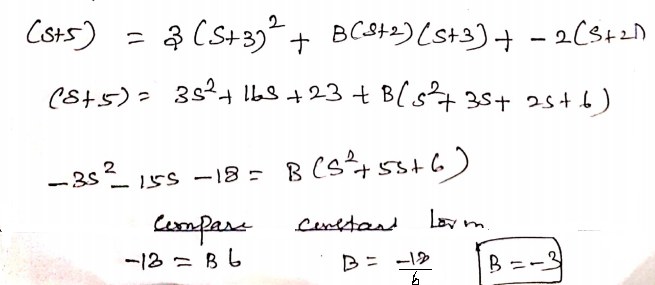 (s+5) = 3(s+3)² + B(s+2)(s+3) + -2(s+2)
(s+5) = 3s² + 16s + 23 + B(s² + 3s + 2s + 6)
-3s² - 15s - 18 = B(s² + 5s + 6)
Compare constant term
-18 = B6 B = -18/6 B = -3